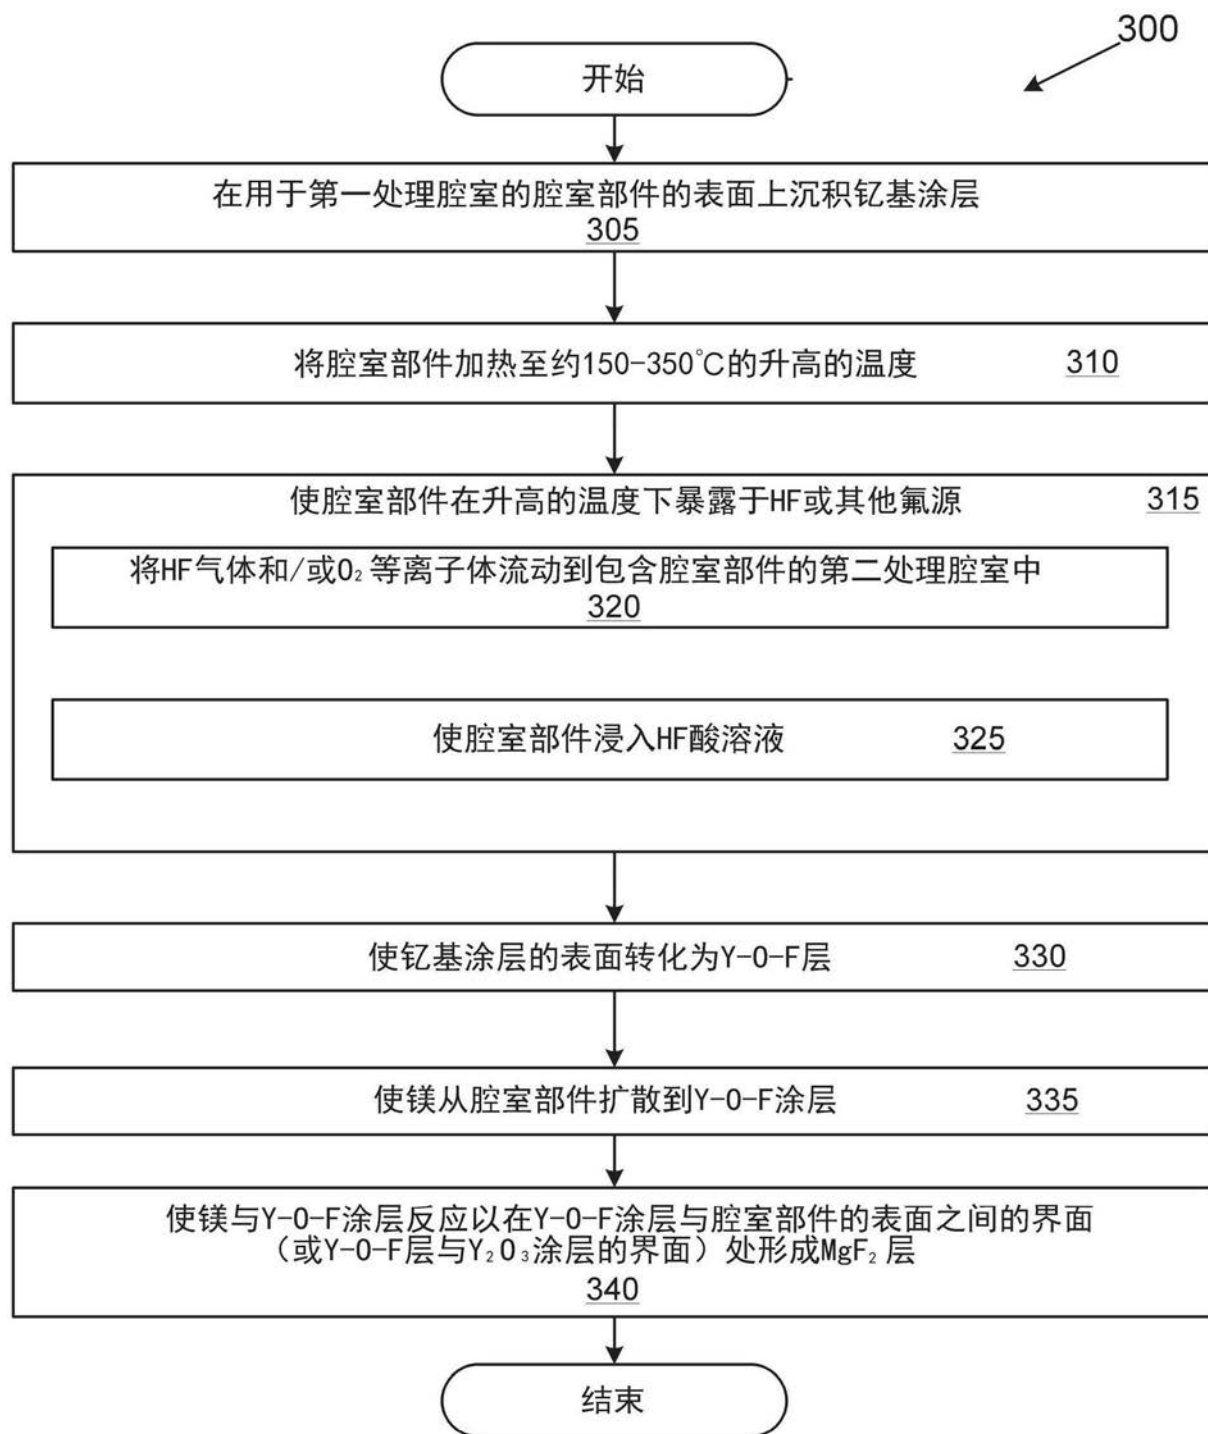 300
开始
在用于第一处理腔室的腔室部件的表面上沉积钇基涂层
305
将腔室部件加热至约150-350℃的升高的温度 310
使腔室部件在升高的温度下暴露于HF或其他氟源 315
将HF气体和/或O₂等离子体流动到包含腔室部件的第二处理腔室中
320
使腔室部件浸入HF酸溶液 325
使钇基涂层的表面转化为Y-O-F层 330
使镁从腔室部件扩散到Y-O-F涂层 335
使镁与Y-O-F涂层反应以在Y-O-F涂层与腔室部件的表面之间的界面
（或Y-O-F层与Y₂O₃涂层的界面）处形成MgF₂层
340
结束